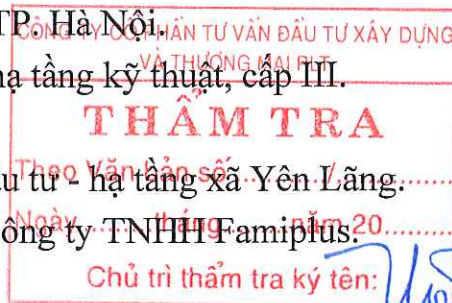 TP. Hà Nội.
CÔNG TY CỔ PHẦN TƯ VẤN ĐẦU TƯ XÂY DỰNG
VÀ THƯƠNG MẠI PLT
hạ tầng kỹ thuật, cấp III.
THẨM TRA
Theo Văn bản số............/............
ầu tư - hạ tầng xã Yên Lãng.
Ngày.........tháng.........năm 20.........
ông ty TNHH Famiplus.
Chủ trì thẩm tra ký tên: